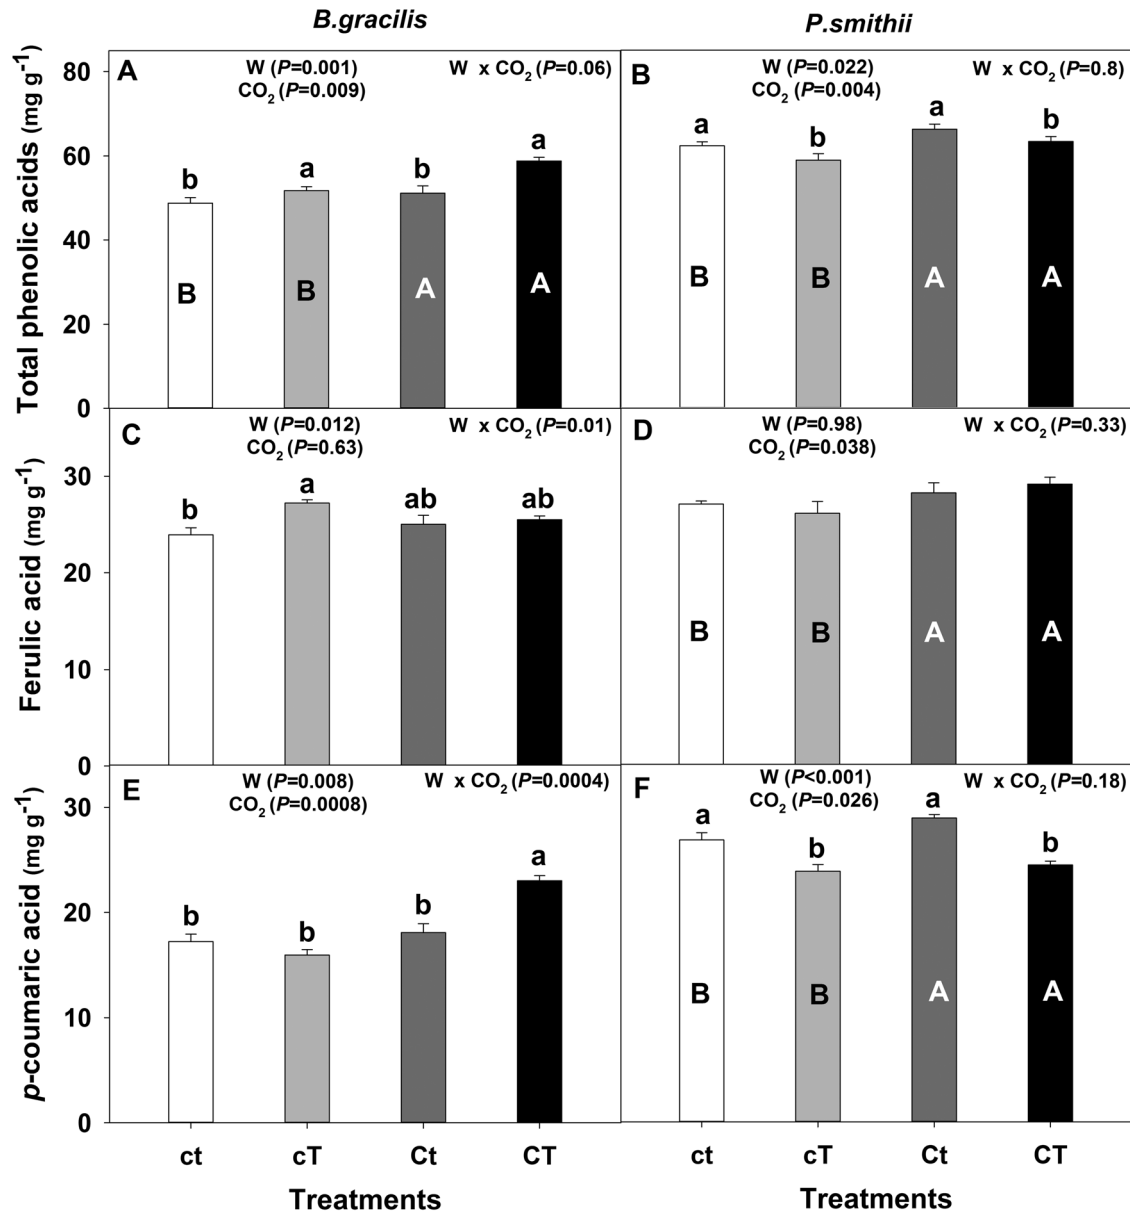 B.gracilis
P.smithii
Total phenolic acids (mg g-1)
80
60
40
20
0
A
W (P=0.001)
CO2 (P=0.009)
W x CO2 (P=0.06)
b
a
b
a
B
B
A
A
B
W (P=0.022)
CO2 (P=0.004)
W x CO2 (P=0.8)
a
b
a
b
B
B
A
A
Ferulic acid (mg g-1)
30
20
10
0
C
W (P=0.012)
CO2 (P=0.63)
W x CO2 (P=0.01)
b
a
ab
ab
D
W (P=0.98)
CO2 (P=0.038)
W x CO2 (P=0.33)
B
B
A
A
p-coumaric acid (mg g-1)
30
20
10
0
E
W (P=0.008)
CO2 (P=0.0008)
W x CO2 (P=0.0004)
b
b
b
a
F
W (P<0.001)
CO2 (P=0.026)
W x CO2 (P=0.18)
a
b
a
b
B
B
A
A
ct
cT
Ct
CT
ct
cT
Ct
CT
Treatments
Treatments